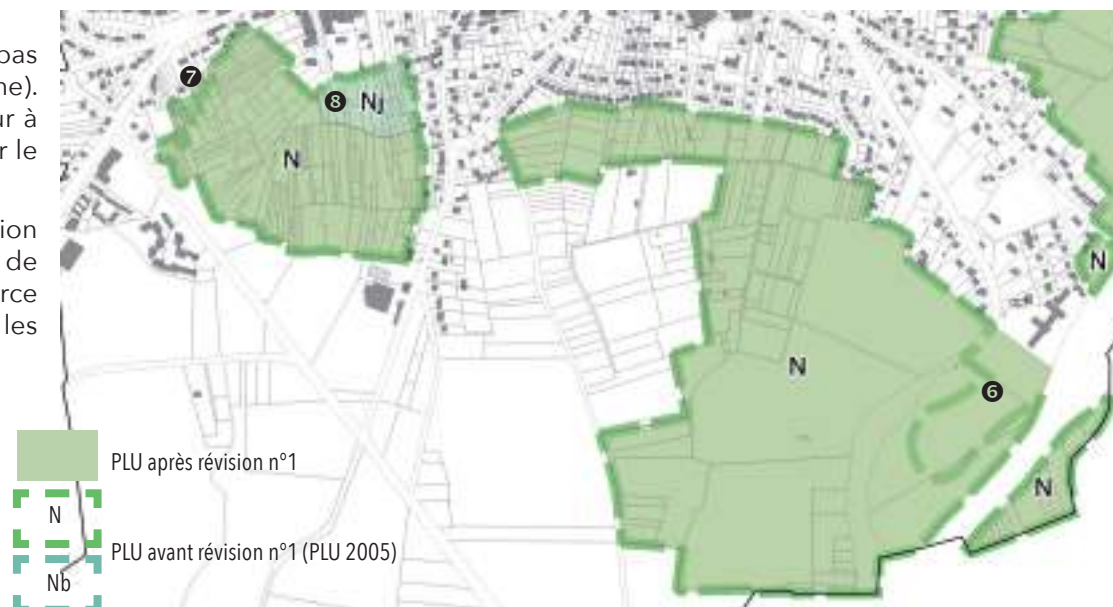 pas
ne).
ur à
r le
ion
de
rce
les
❼
❽ Nj
N
N
N
❻
N
PLU après révision n°1
N
PLU avant révision n°1 (PLU 2005)
Nb